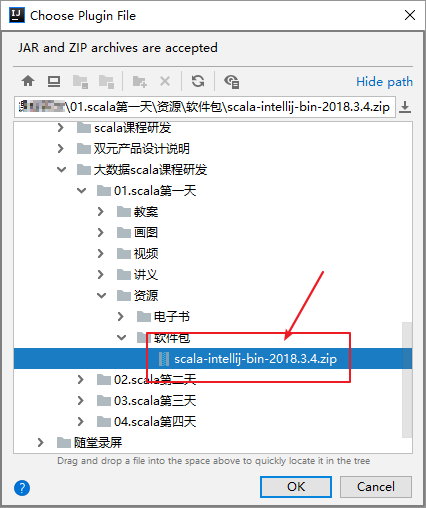 Choose Plugin File
JAR and ZIP archives are accepted
Hide path
\01.scala第一天\资源\软件包\scala-intellij-bin-2018.3.4.zip
scala课程研发
双元产品设计说明
大数据scala课程研发
01.scala第一天
教案
画图
视频
讲义
资源
电子书
软件包
scala-intellij-bin-2018.3.4.zip
02.scala第二天
03.scala第三天
04.scala第四天
随堂录屏
Drag and drop a file into the space above to quickly locate it in the tree
?
OK
Cancel